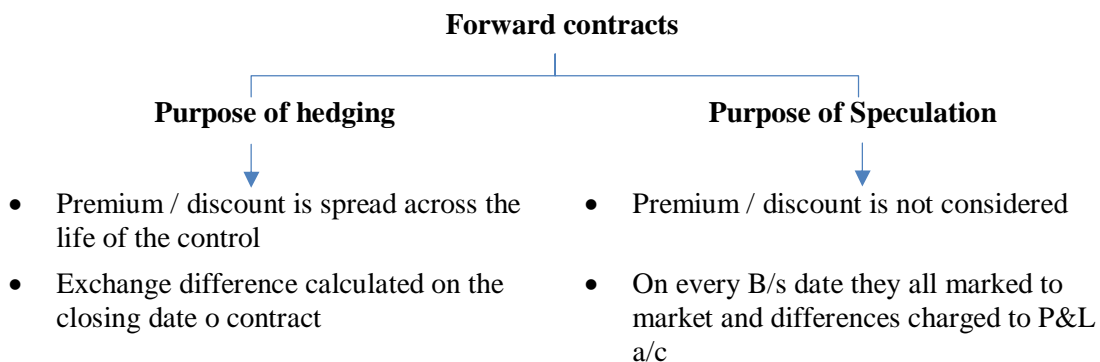 Forward contracts
Purpose of hedging
Purpose of Speculation
• Premium / discount is spread across the
life of the control
• Exchange difference calculated on the
closing date o contract
• Premium / discount is not considered
• On every B/s date they all marked to
market and differences charged to P&L
a/c